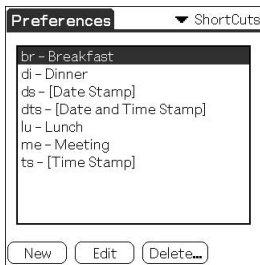 Preferences ShortCuts
br – Breakfast
di – Dinner
ds – [Date Stamp]
dts – [Date and Time Stamp]
lu – Lunch
me – Meeting
ts – [Time Stamp]
New Edit Delete...